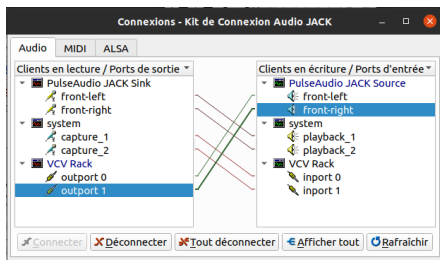 Connexions - Kit de Connexion Audio JACK
Audio MIDI ALSA
Clients en lecture / Ports de sortie
PulseAudio JACK Sink
front-left
front-right
system
capture_1
capture_2
VCV Rack
outport 0
outport 1
Clients en écriture / Ports d'entrée
PulseAudio JACK Source
front-left
front-right
system
playback_1
playback_2
VCV Rack
inport 0
inport 1
Connecter Déconnecter Tout déconnecter Afficher tout Rafraîchir